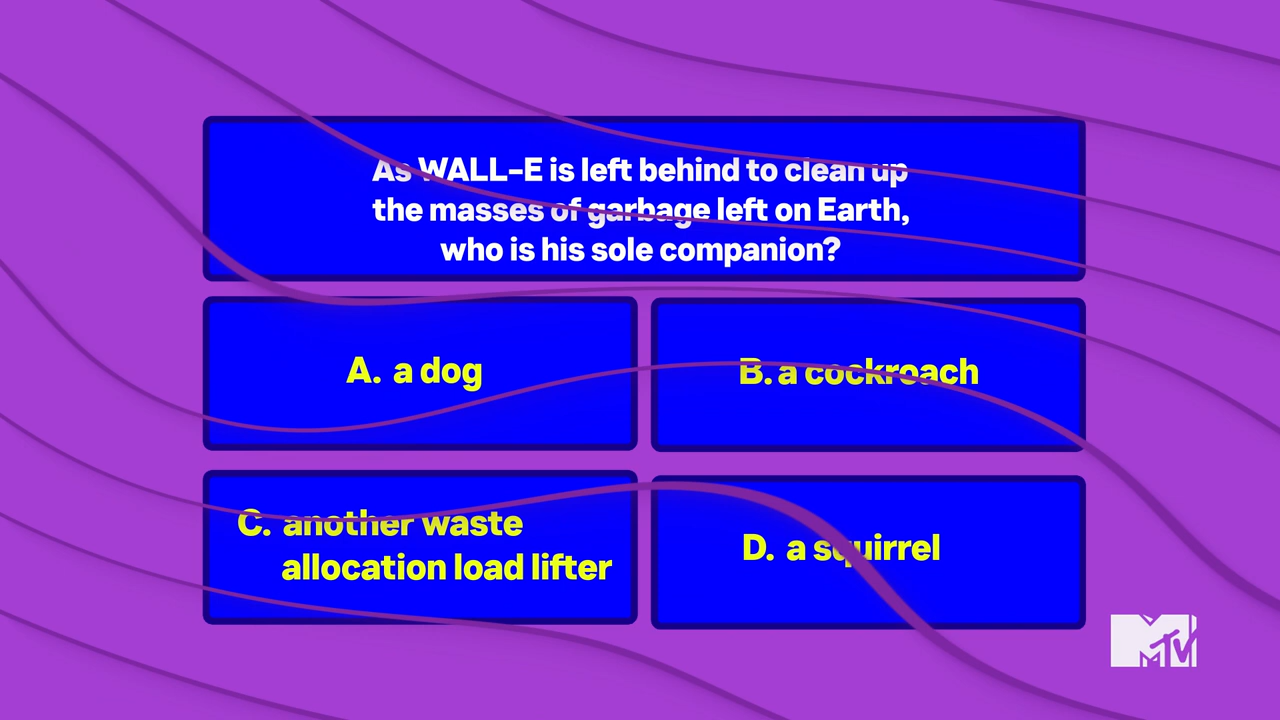 As WALL-E is left behind to clean up
the masses of garbage left on Earth,
who is his sole companion?
A. a dog
B. a cockroach
C. another waste
allocation load lifter
D. a squirrel
MTV